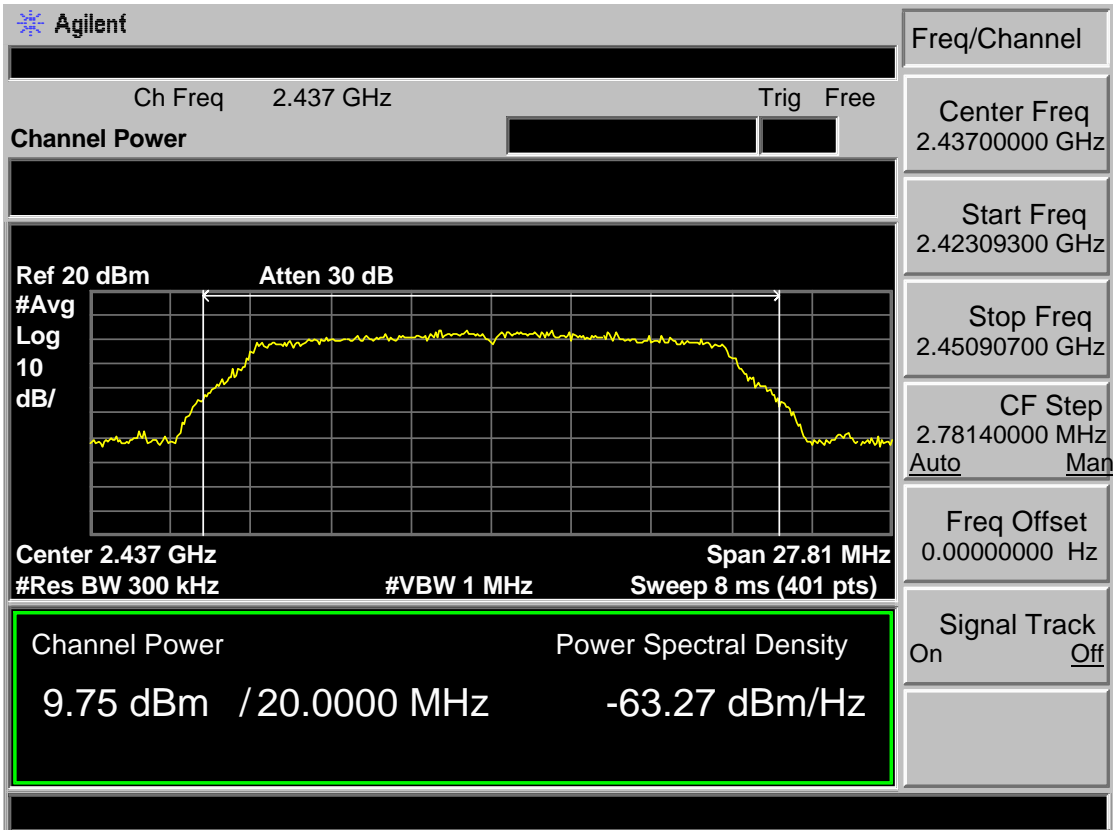 Agilent
Freq/Channel
Ch Freq 2.437 GHz Trig Free
Channel Power
Center Freq
2.43700000 GHz
Start Freq
2.42309300 GHz
Stop Freq
2.45090700 GHz
CF Step
2.78140000 MHz
Auto Man
Freq Offset
0.00000000 Hz
Signal Track
On Off
Ref 20 dBm Atten 30 dB
#Avg
Log
10
dB/
Center 2.437 GHz Span 27.81 MHz
#Res BW 300 kHz #VBW 1 MHz Sweep 8 ms (401 pts)
Channel Power Power Spectral Density
9.75 dBm / 20.0000 MHz -63.27 dBm/Hz